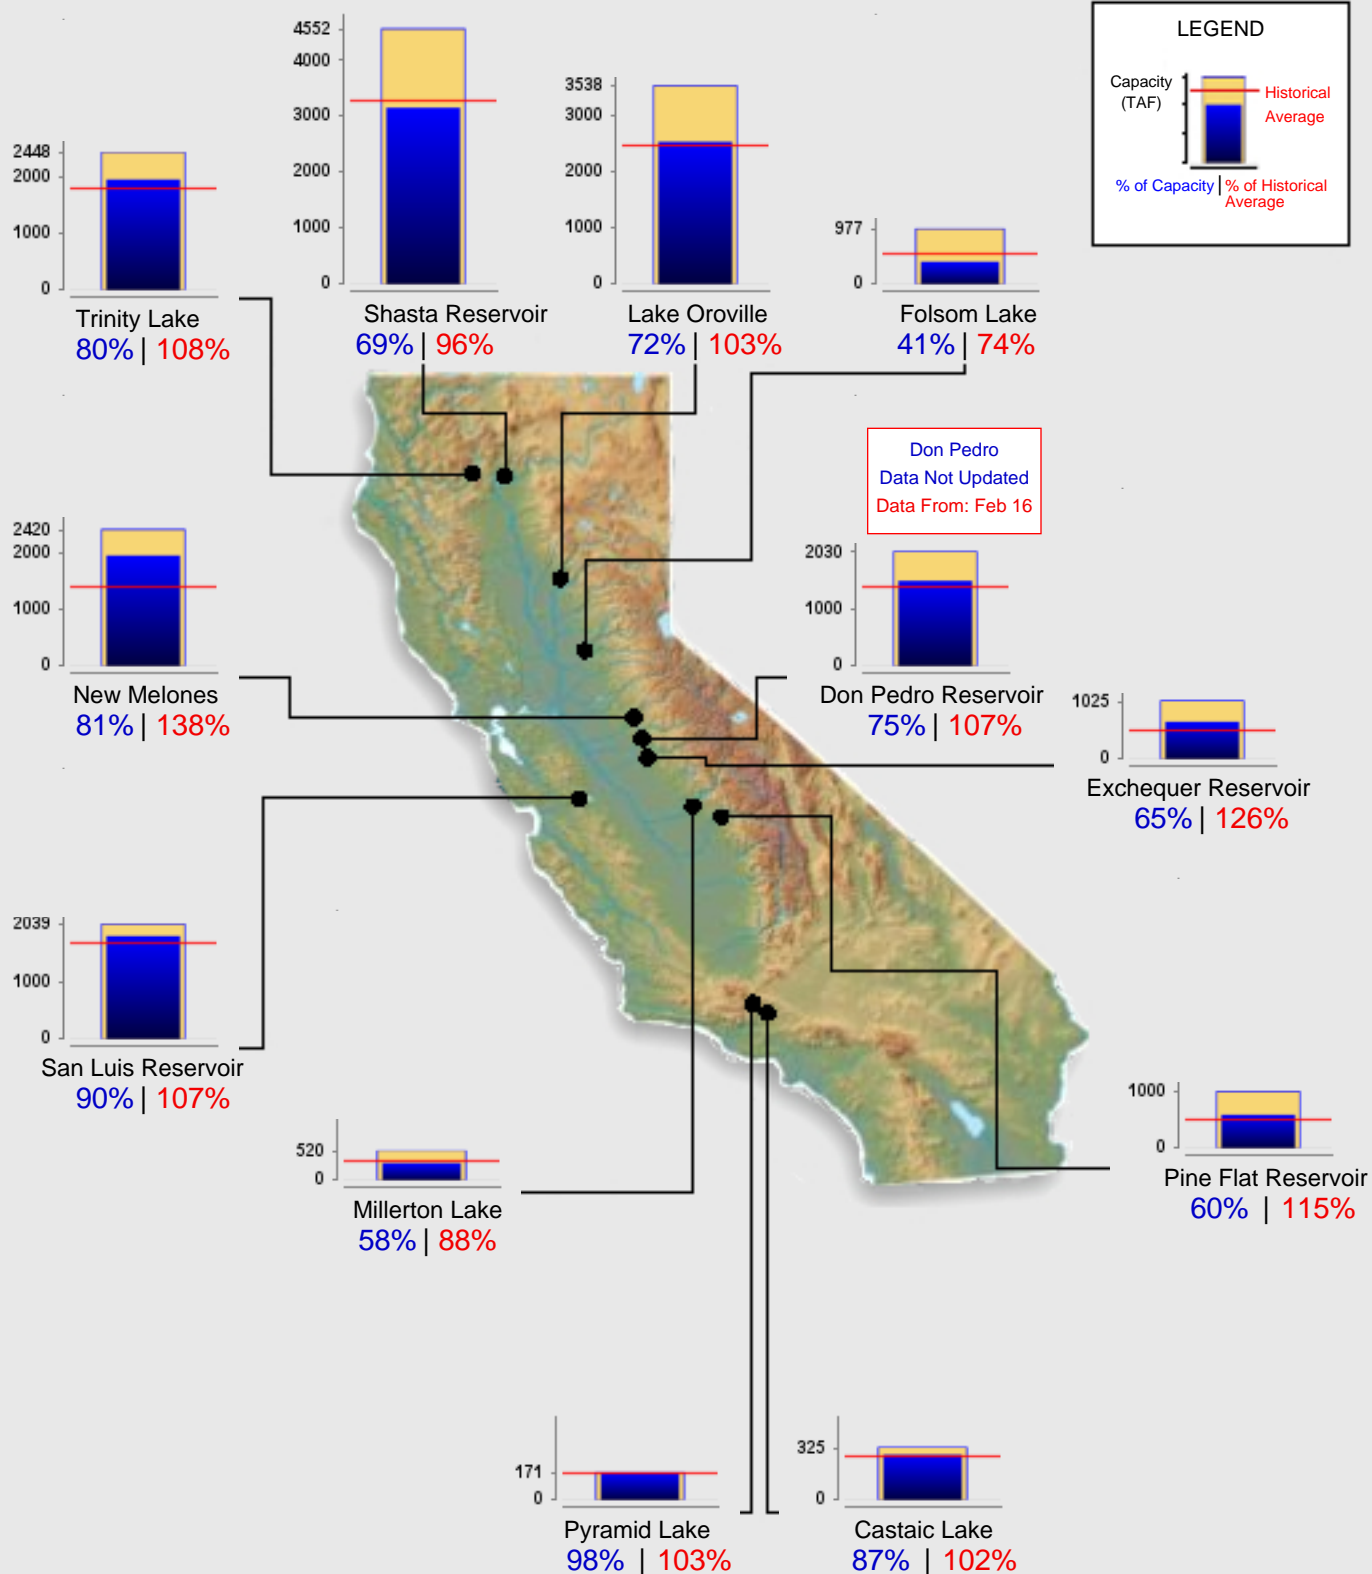 LEGEND
Capacity
(TAF)
Historical
Average
% of Capacity | % of Historical
Average
4552
4000
3000
2000
1000
0
Shasta Reservoir
69% | 96%
3538
3000
2000
1000
0
Lake Oroville
72% | 103%
2448
2000
1000
0
Trinity Lake
80% | 108%
977
0
Folsom Lake
41% | 74%
Don Pedro
Data Not Updated
Data From: Feb 16
2030
1000
0
Don Pedro Reservoir
75% | 107%
2420
2000
1000
0
New Melones
81% | 138%
1025
0
Exchequer Reservoir
65% | 126%
2039
1000
0
San Luis Reservoir
90% | 107%
520
0
Millerton Lake
58% | 88%
1000
0
Pine Flat Reservoir
60% | 115%
171
0
Pyramid Lake
98% | 103%
325
0
Castaic Lake
87% | 102%